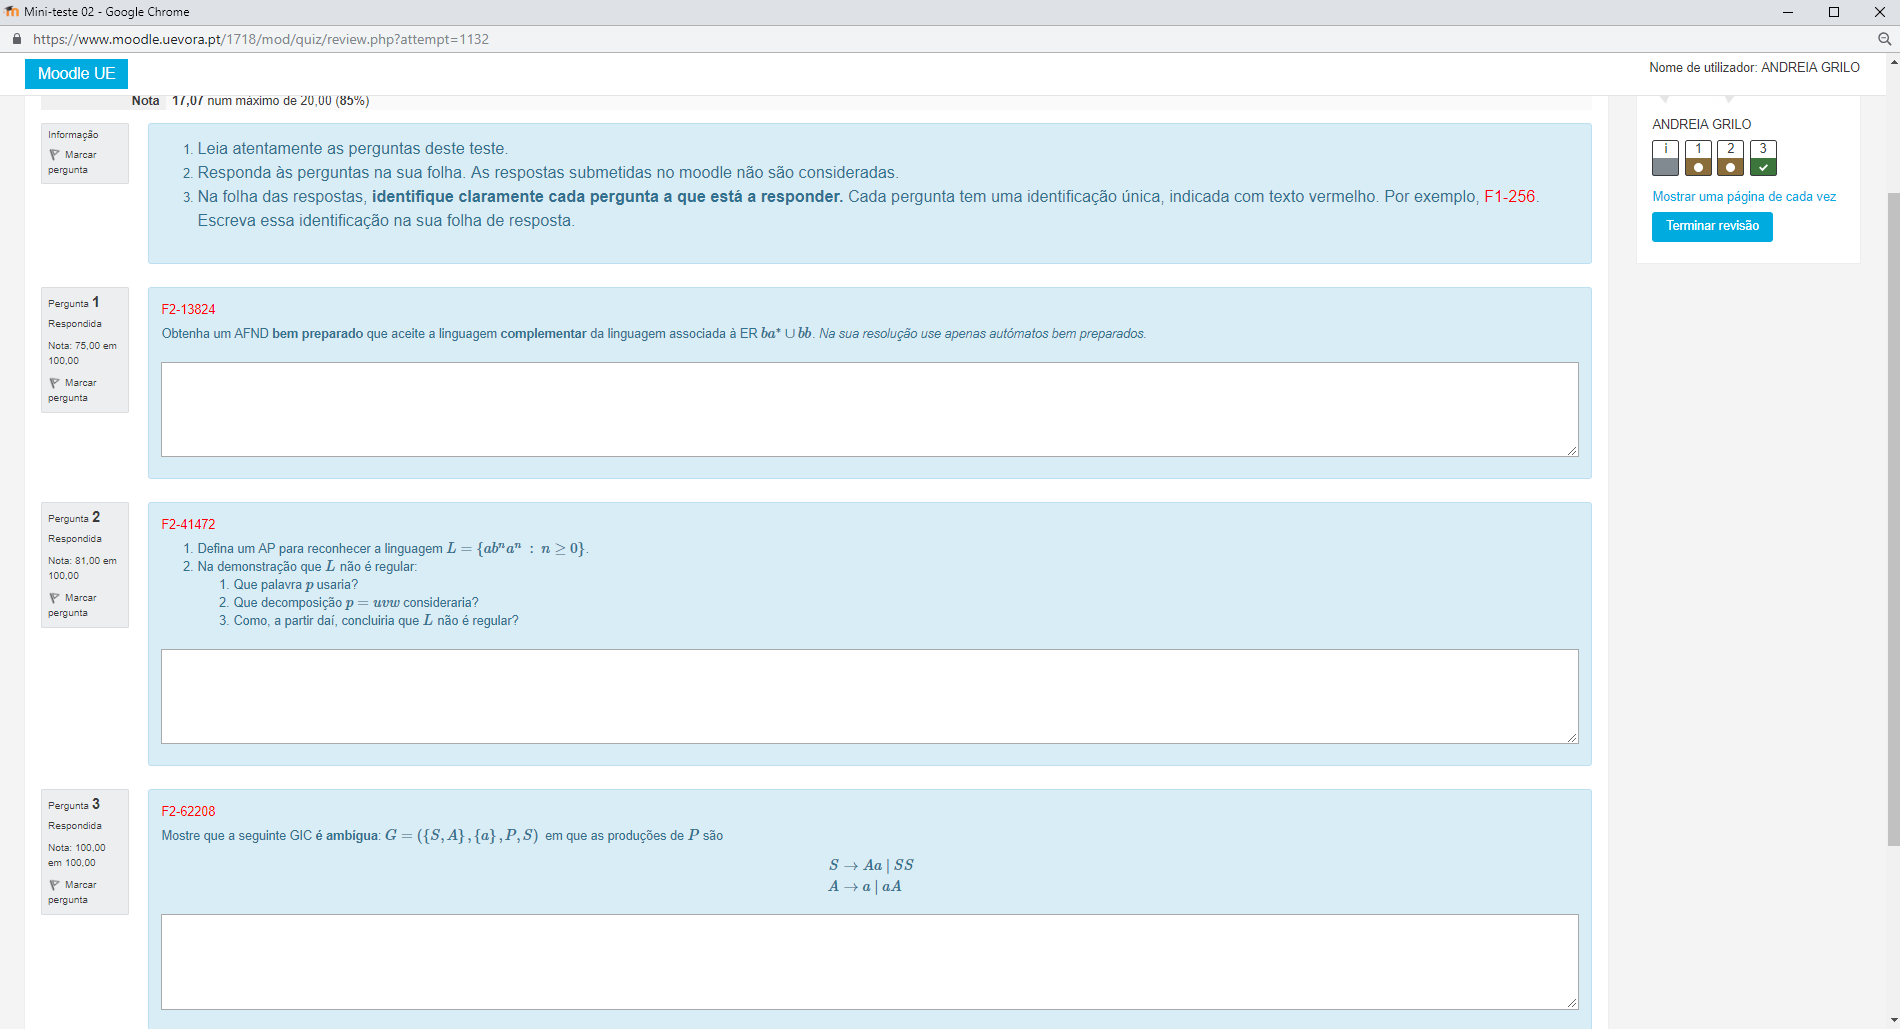 Mini-teste 02 - Google Chrome
https://www.moodle.uevora.pt/1718/mod/quiz/review.php?attempt=1132
Moodle UE
Nome de utilizador: ANDREIA GRILO
Nota 17,07 num máximo de 20,00 (85%)
Informação
Marcar
pergunta
1. Leia atentamente as perguntas deste teste.
2. Responda às perguntas na sua folha. As respostas submetidas no moodle não são consideradas.
3. Na folha das respostas, identifique claramente cada pergunta a que está a responder. Cada pergunta tem uma identificação única, indicada com texto vermelho. Por exemplo, F1-256.
Escreva essa identificação na sua folha de resposta.
ANDREIA GRILO
i 1 2 3
Mostrar uma página de cada vez
Terminar revisão
Pergunta 1
Respondida
Nota: 75,00 em
100,00
Marcar
pergunta
F2-13824
Obtenha um AFND bem preparado que aceite a linguagem complementar da linguagem associada à ER ba* ∪ bb. Na sua resolução use apenas autómatos bem preparados.
Pergunta 2
Respondida
Nota: 81,00 em
100,00
Marcar
pergunta
F2-41472
1. Defina um AP para reconhecer a linguagem L = {abⁿaⁿ : n ≥ 0}.
2. Na demonstração que L não é regular:
1. Que palavra p usaria?
2. Que decomposição p = uvw consideraria?
3. Como, a partir daí, concluiria que L não é regular?
Pergunta 3
Respondida
Nota: 100,00
em 100,00
Marcar
pergunta
F2-62208
Mostre que a seguinte GIC é ambígua: G = ({S, A}, {a}, P, S) em que as produções de P são
S → Aa | SS
A → a | aA